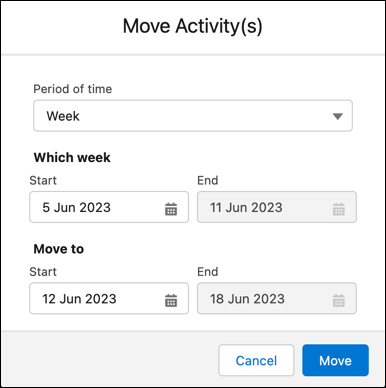 Move Activity(s)
Period of time
Week
Which week
Start End
5 Jun 2023 11 Jun 2023
Move to
Start End
12 Jun 2023 18 Jun 2023
Cancel Move